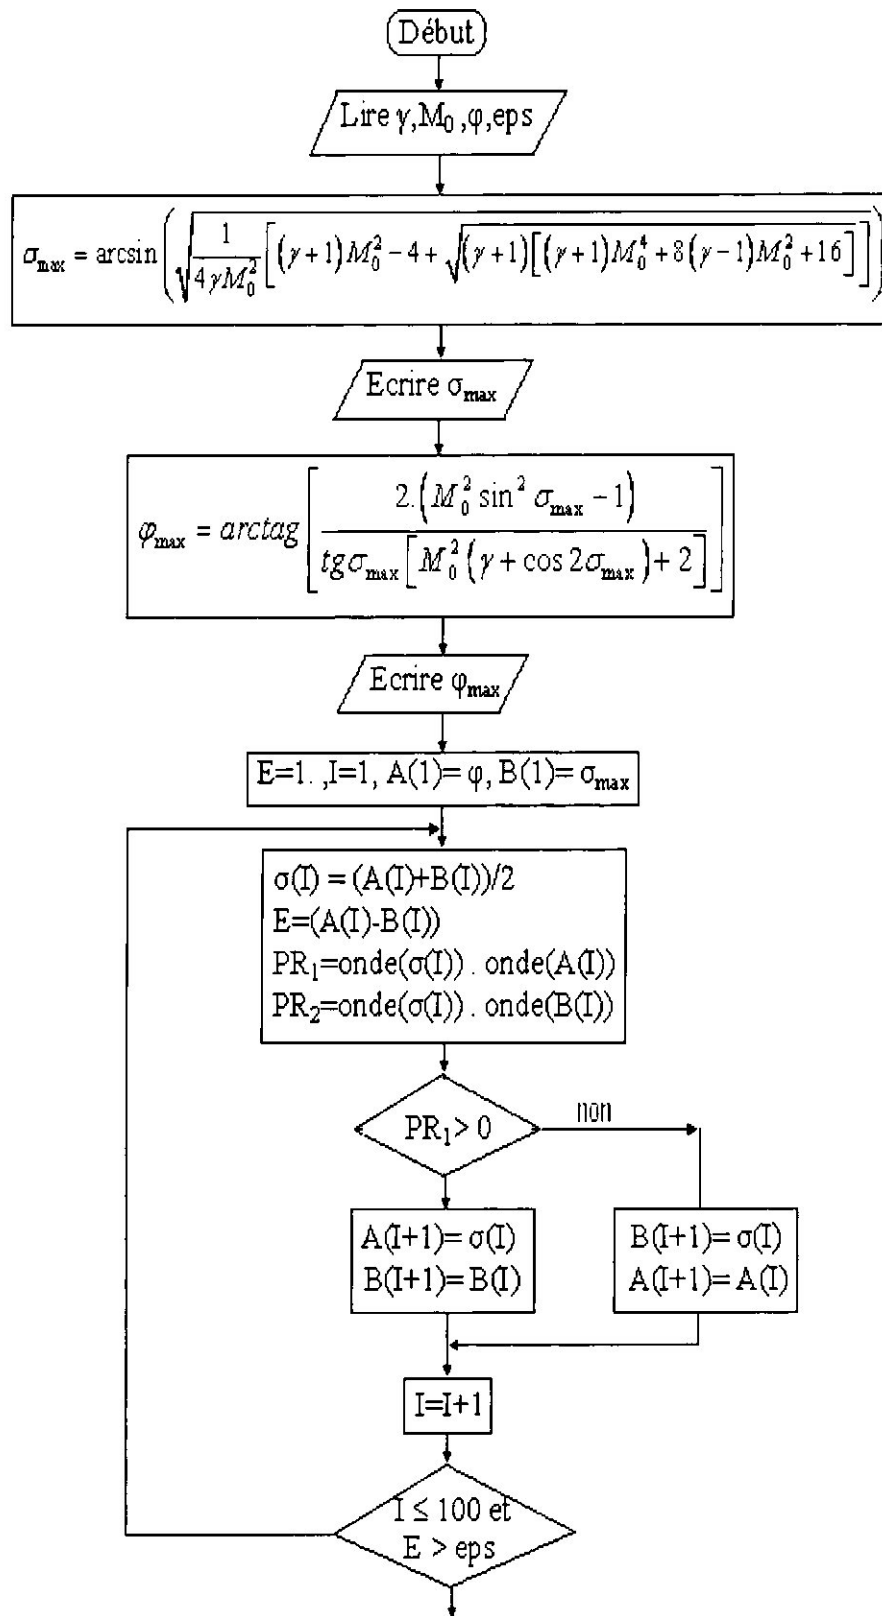 Début
Lire γ,M₀ ,φ,eps
σ_max = arcsin(√(1/(4γM₀²)[(γ+1)M₀²−4+√((γ+1)[(γ+1)M₀⁴+8(γ−1)M₀²+16])]))
Ecrire σ_max
φ_max = arctag[2.(M₀² sin² σ_max −1)/(tgσ_max[M₀²(γ+cos 2σ_max)+2])]
Ecrire φ_max
E=1. ,I=1, A(1)= φ, B(1)= σ_max
σ(I) = (A(I)+B(I))/2
E=(A(I)-B(I))
PR₁=onde(σ(I)) . onde(A(I))
PR₂=onde(σ(I)) . onde(B(I))
PR₁> 0
non
A(I+1)= σ(I)
B(I+1)= B(I)
B(I+1)= σ(I)
A(I+1)= A(I)
I=I+1
I ≤ 100 et
E > eps